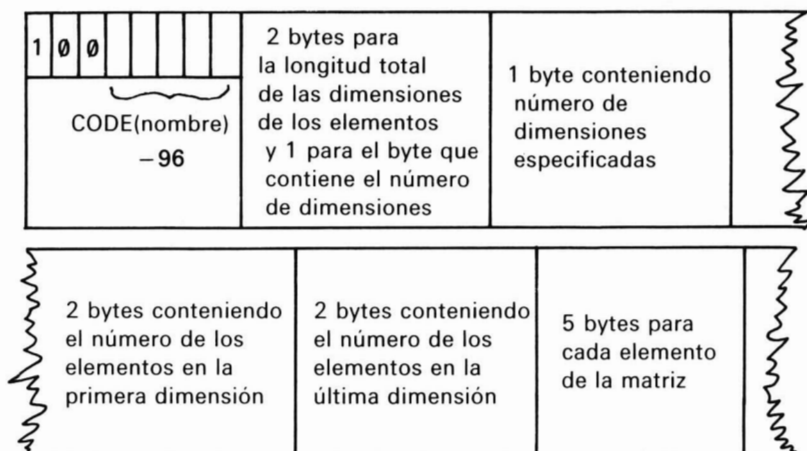 1 0 0
CODE(nombre)
−96
2 bytes para
la longitud total
de las dimensiones
de los elementos
y 1 para el byte que
contiene el número
de dimensiones
1 byte conteniendo
número de
dimensiones
especificadas
2 bytes conteniendo
el número de los
elementos en la
primera dimensión
2 bytes conteniendo
el número de los
elementos en la
última dimensión
5 bytes para
cada elemento
de la matriz